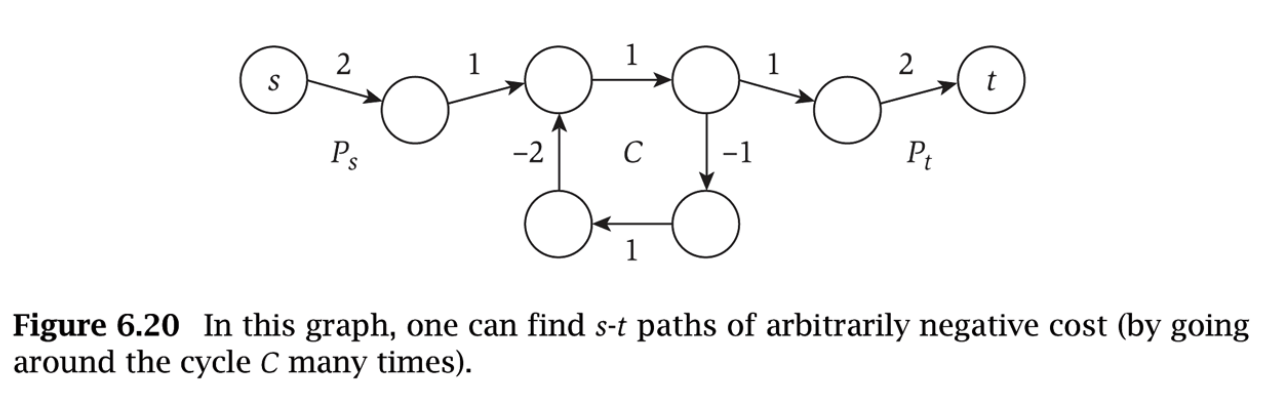 2
1
1
1
2
s
t
P_s
−2
C
−1
P_t
1
Figure 6.20 In this graph, one can find s-t paths of arbitrarily negative cost (by going
around the cycle C many times).